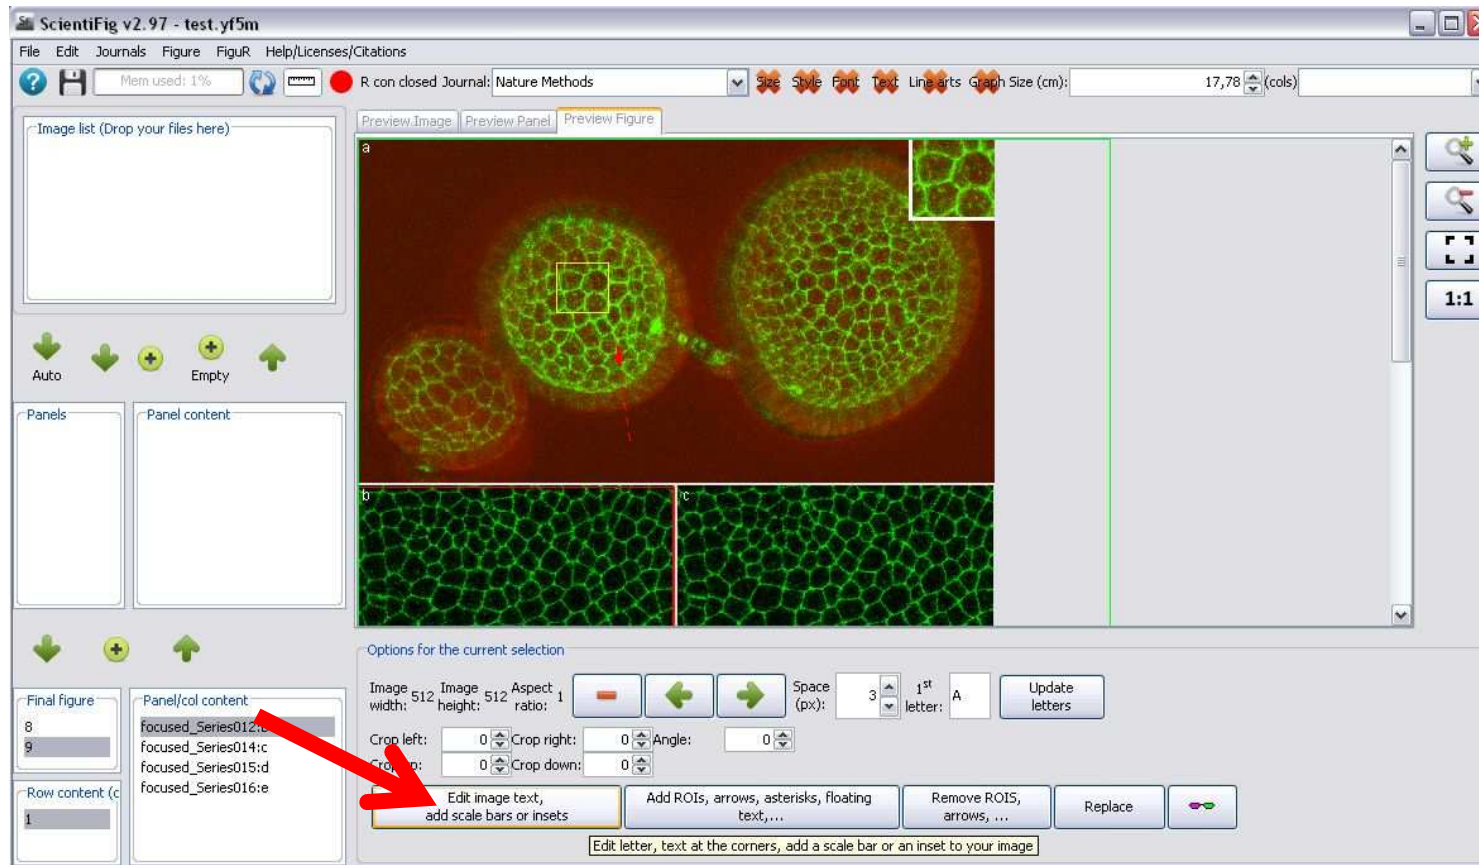 ScientiFig v2.97 - test.yf5m
File Edit Journals Figure FiguR Help/Licenses/Citations
Mem used: 1% R con closed Journal: Nature Methods Size Style Font Text Line arts Graph Size (cm): 17,78 (cols)
Image list (Drop your files here)
Preview Image Preview Panel Preview Figure
a
1:1
Auto Empty
Panels Panel content
1
b c
Options for the current selection
Image width: 512 Image height: 512 Aspect ratio: 1 Space (px): 3 1st letter: A Update letters
Final figure Panel/col content
8
9
focused_Series012:b
focused_Series014:c
focused_Series015:d
focused_Series016:e
Crop left: 0 Crop right: 0 Angle: 0
0 Crop down: 0
Row content (c
1
Edit image text,
add scale bars or insets
Add ROIs, arrows, asterisks, floating
text,...
Remove ROIS,
arrows, ...
Replace
Edit letter, text at the corners, add a scale bar or an inset to your image